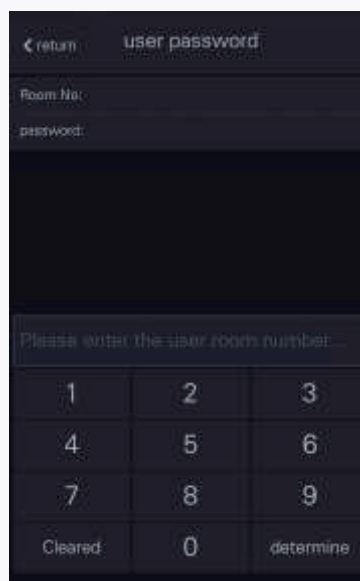 return user password
Room No:
password:
Please enter the user room number...
1 2 3
4 5 6
7 8 9
Cleared 0 determine